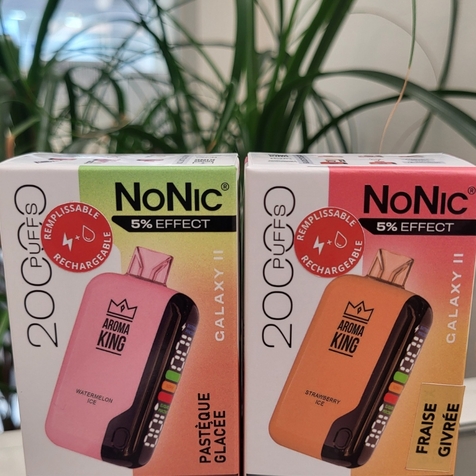 NoNic®
5% EFFECT
20000
PUFFS
REMPLISSABLE
RECHARGEABLE
GALAXY II
AROMA
KING
WATERMELON
ICE
PASTÈQUE
GLACÉE
NoNic®
5% EFFECT
20000
PUFFS
REMPLISSABLE
RECHARGEABLE
GALAXY II
AROMA
KING
STRAWBERRY
ICE
FRAISE
GIVRÉE